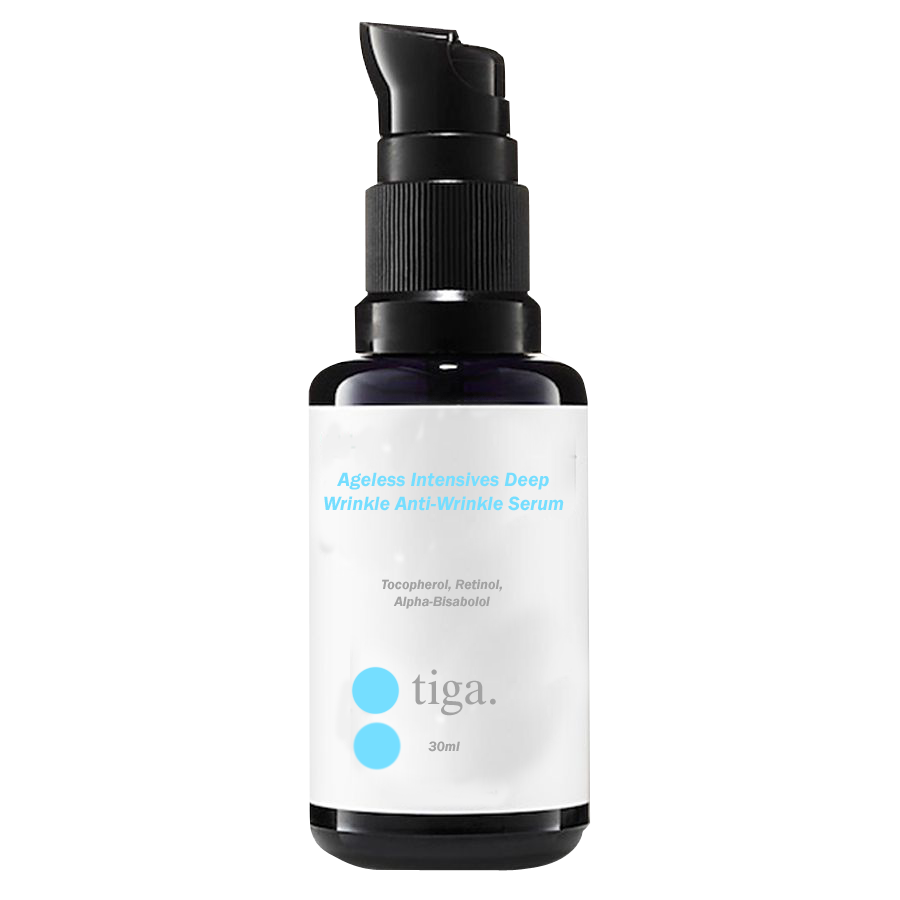 Ageless Intensives Deep
Wrinkle Anti-Wrinkle Serum
Tocopherol, Retinol,
Alpha-Bisabolol
tiga.
30ml